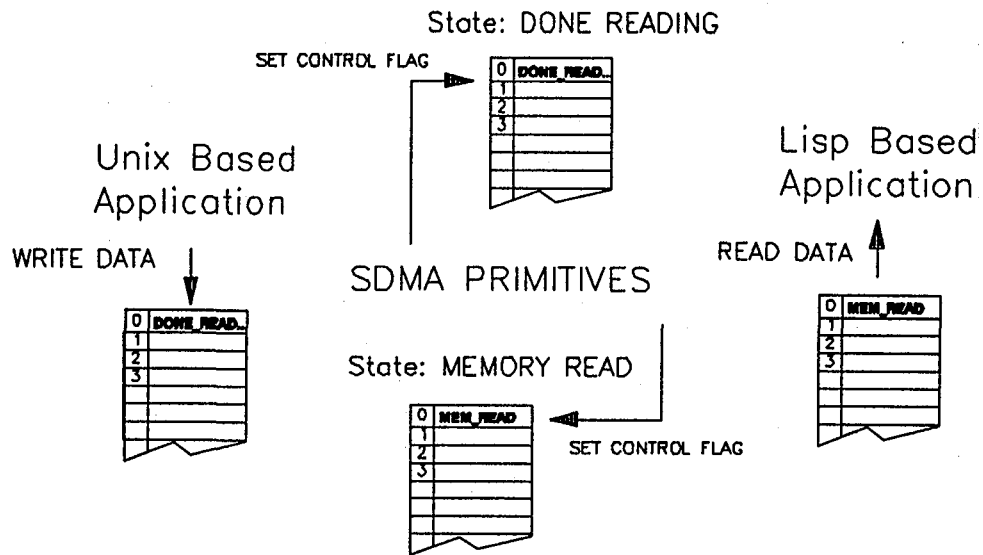 State: DONE READING
SET CONTROL FLAG
0 DONE_READ..
1
2
3
Unix Based
Application
Lisp Based
Application
WRITE DATA
READ DATA
SDMA PRIMITIVES
0 DONE_READ..
1
2
3
0 MEM_READ
1
2
3
State: MEMORY READ
0 MEM_READ
1
2
3
SET CONTROL FLAG